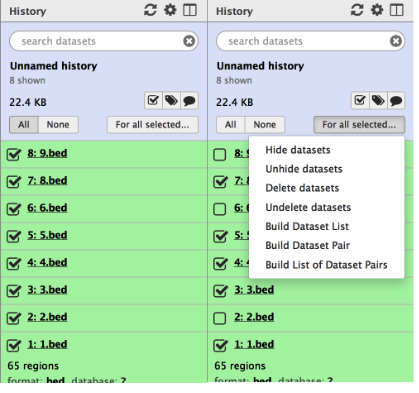 History
search datasets
Unnamed history
8 shown
22.4 KB
All None For all selected...
8: 9.bed
7: 8.bed
6: 6.bed
5: 5.bed
4: 4.bed
3: 3.bed
2: 2.bed
1: 1.bed
65 regions
format: bed, database: ?
History
search datasets
Unnamed history
8 shown
22.4 KB
All None For all selected...
Hide datasets
Unhide datasets
Delete datasets
Undelete datasets
Build Dataset List
Build Dataset Pair
Build List of Dataset Pairs
8: 
7: 
6: 
5: 
4: 
3: 3.bed
2: 2.bed
1: 1.bed
65 regions
format: bed, database: ?